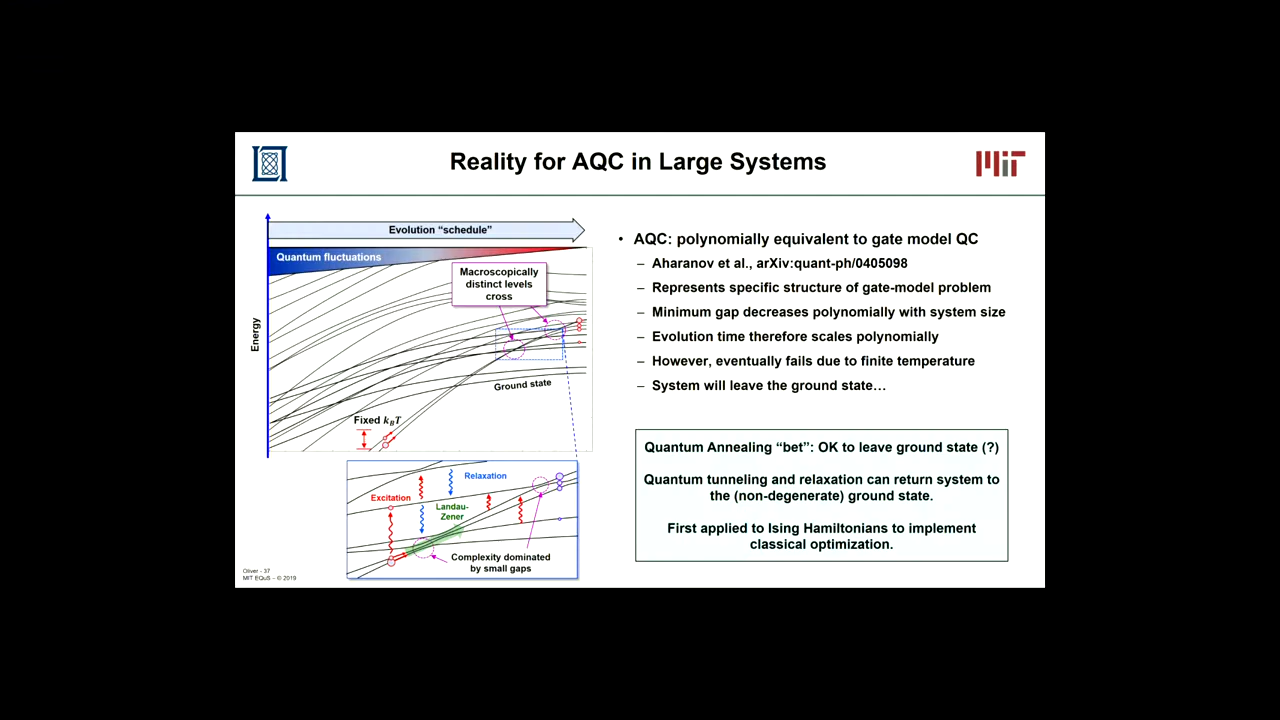 Reality for AQC in Large Systems
MIT
Evolution “schedule”
Quantum fluctuations
Macroscopically
distinct levels
cross
Energy
Ground state
Fixed k_BT
Relaxation
Excitation
Landau-
Zener
Complexity dominated
by small gaps
• AQC: polynomially equivalent to gate model QC
– Aharanov et al., arXiv:quant-ph/0405098
– Represents specific structure of gate-model problem
– Minimum gap decreases polynomially with system size
– Evolution time therefore scales polynomially
– However, eventually fails due to finite temperature
– System will leave the ground state…
Quantum Annealing “bet”: OK to leave ground state (?)
Quantum tunneling and relaxation can return system to
the (non-degenerate) ground state.
First applied to Ising Hamiltonians to implement
classical optimization.
Oliver - 37
MIT EQuS – © 2019